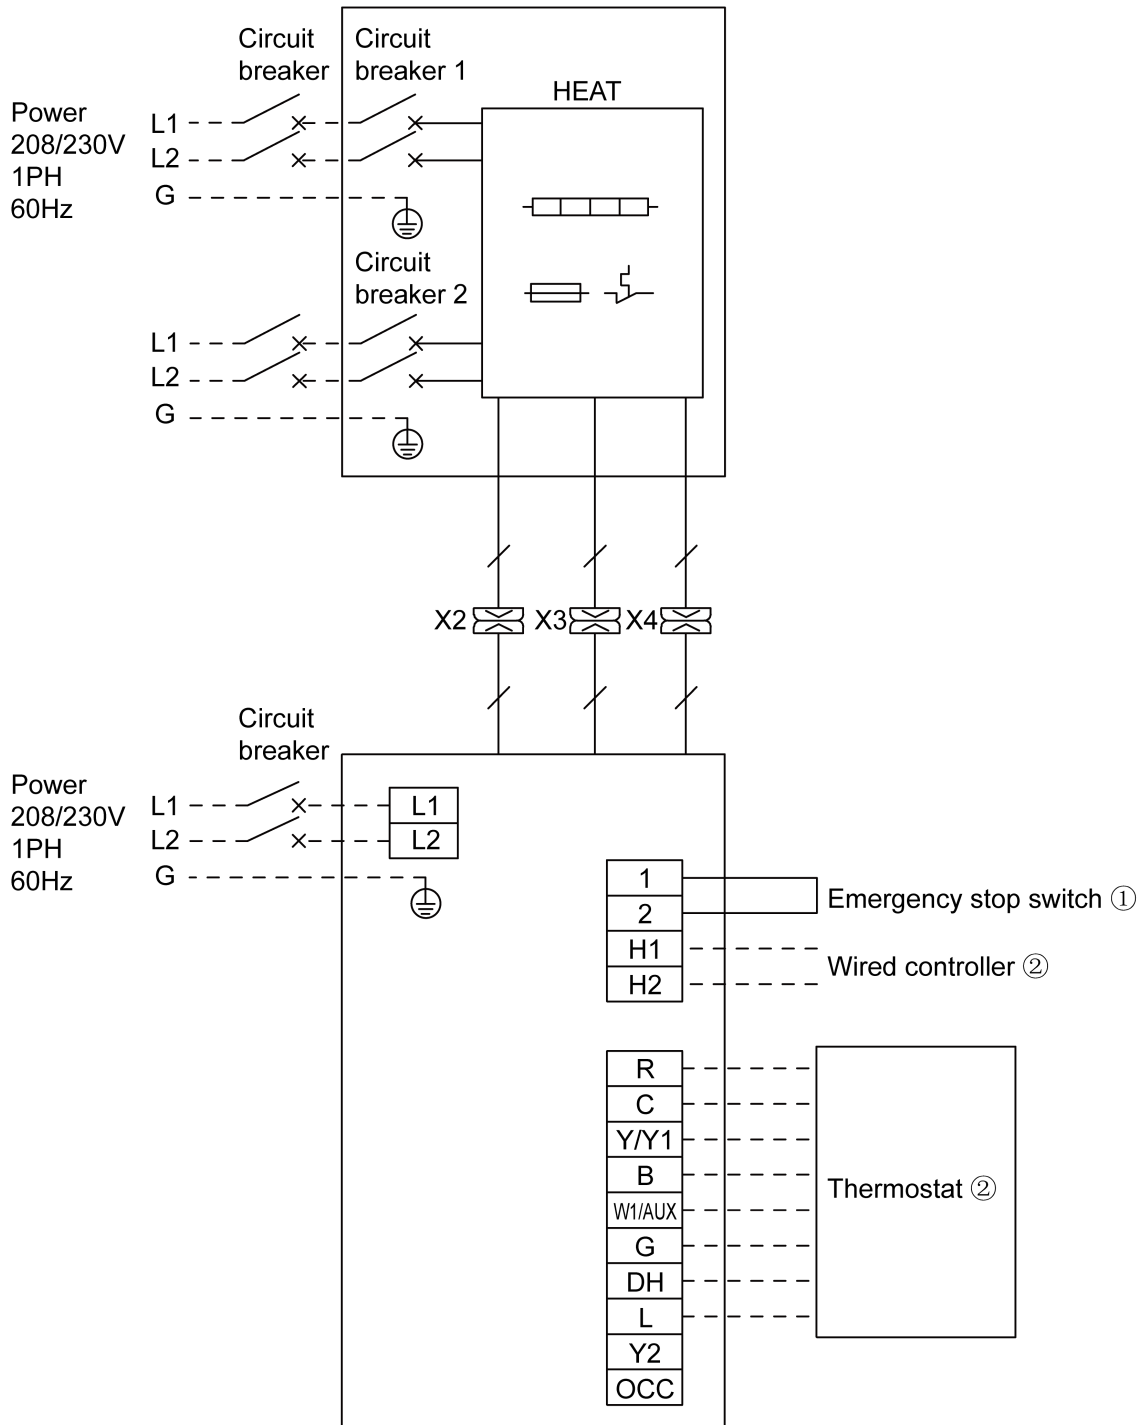 Circuit
breaker
Circuit
breaker 1
HEAT
Power
208/230V
1PH
60Hz
L1
L2
G
Circuit
breaker 2
L1
L2
G
X2
X3
X4
Circuit
breaker
Power
208/230V
1PH
60Hz
L1
L2
G
L1
L2
1
2
H1
H2
Emergency stop switch ①
Wired controller ②
R
C
Y/Y1
B
W1/AUX
G
DH
L
Y2
OCC
Thermostat ②